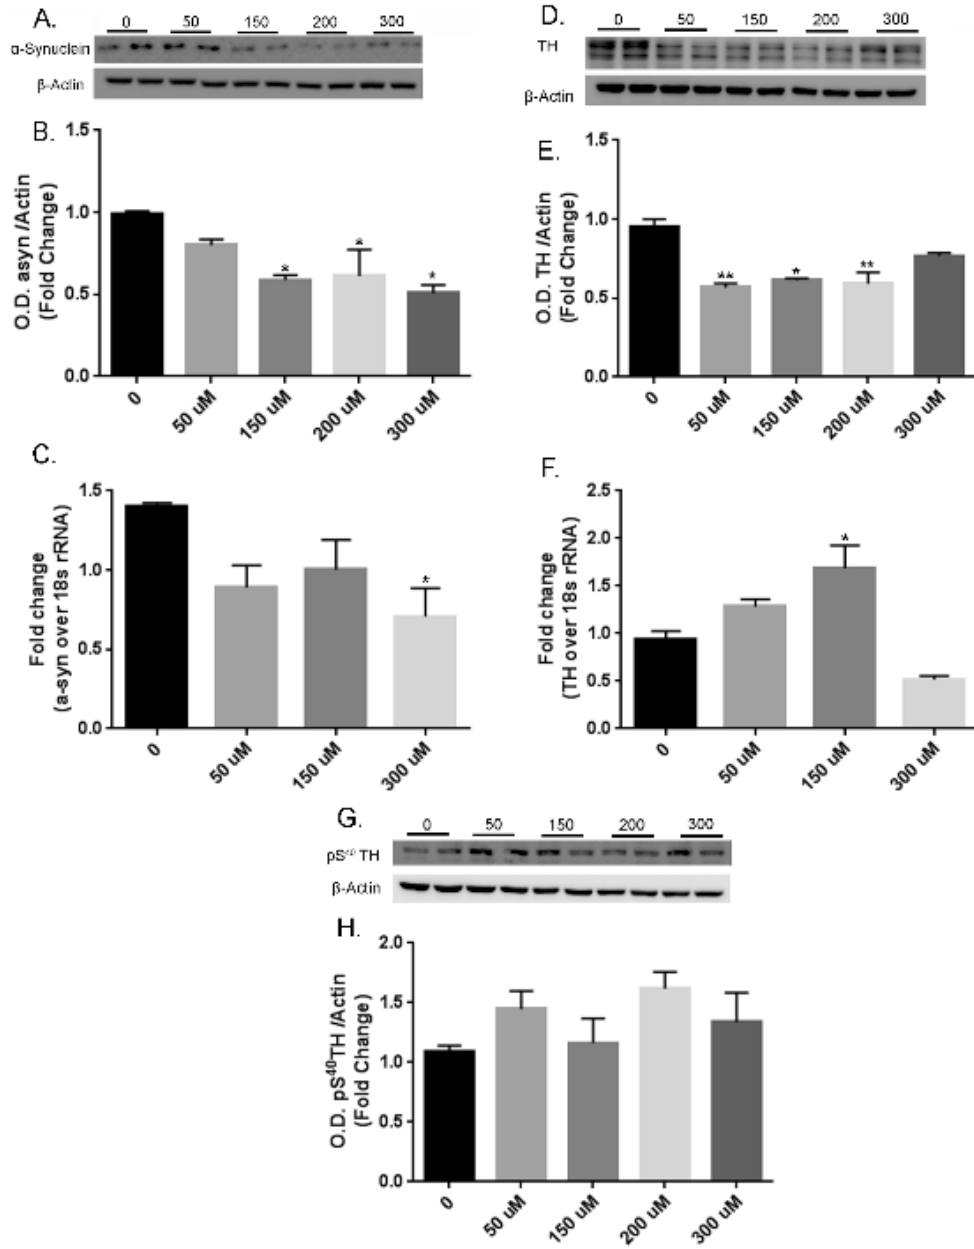 A.
0 50 150 200 300
α-Synuclein
β-Actin
B.
O.D. asyn /Actin
(Fold Change)
1.5
1.0
0.5
0.0
* * *
0 50 uM 150 uM 200 uM 300 uM
C.
Fold change
(a-syn over 18s rRNA)
1.5
1.0
0.5
0.0
*
0 50 uM 150 uM 300 uM
D.
0 50 150 200 300
TH
β-Actin
E.
O.D. TH /Actin
(Fold Change)
1.5
1.0
0.5
0.0
** * **
0 50 uM 150 uM 200 uM 300 uM
F.
Fold change
(TH over 18s rRNA)
2.5
2.0
1.5
1.0
0.5
0.0
*
0 50 uM 150 uM 300 uM
G.
0 50 150 200 300
pS⁴⁰ TH
β-Actin
H.
O.D. pS⁴⁰TH /Actin
(Fold Change)
2.0
1.5
1.0
0.5
0.0
0 50 uM 150 uM 200 uM 300 uM